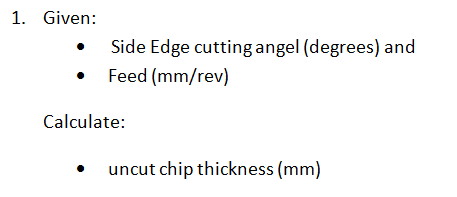 1. Given:
• Side Edge cutting angel (degrees) and
• Feed (mm/rev)
Calculate:
• uncut chip thickness (mm)